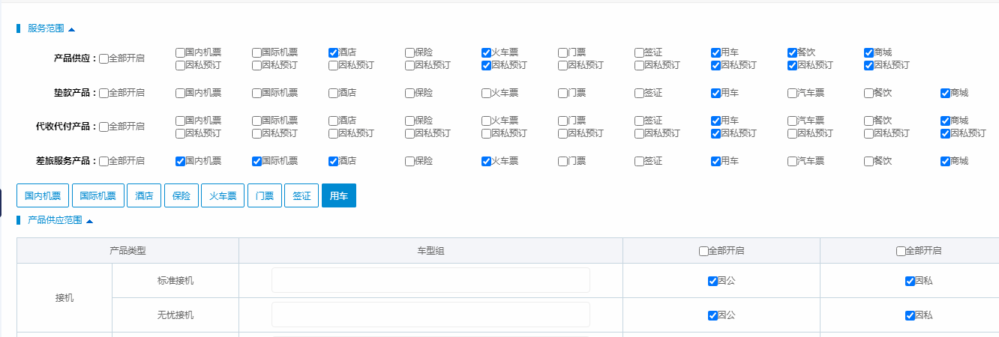 服务范围
产品供应：全部开启 国内机票 国际机票 酒店 保险 火车票 门票 签证 用车 餐饮 商城
因私预订 因私预订 因私预订 因私预订 因私预订 因私预订 因私预订 因私预订 因私预订 因私预订
垫款产品：全部开启 国内机票 国际机票 酒店 保险 火车票 门票 签证 用车 汽车票 餐饮 商城
代收代付产品：全部开启 国内机票 国际机票 酒店 保险 火车票 门票 签证 用车 汽车票 餐饮 商城
因私预订 因私预订 因私预订 因私预订 因私预订 因私预订 因私预订 因私预订 因私预订 因私预订 因私预订
差旅服务产品：全部开启 国内机票 国际机票 酒店 保险 火车票 门票 签证 用车 汽车票 餐饮 商城
国内机票 国际机票 酒店 保险 火车票 门票 签证 用车
产品供应范围
产品类型 车型组 全部开启 全部开启
接机 标准接机 因公 因私
无忧接机 因公 因私